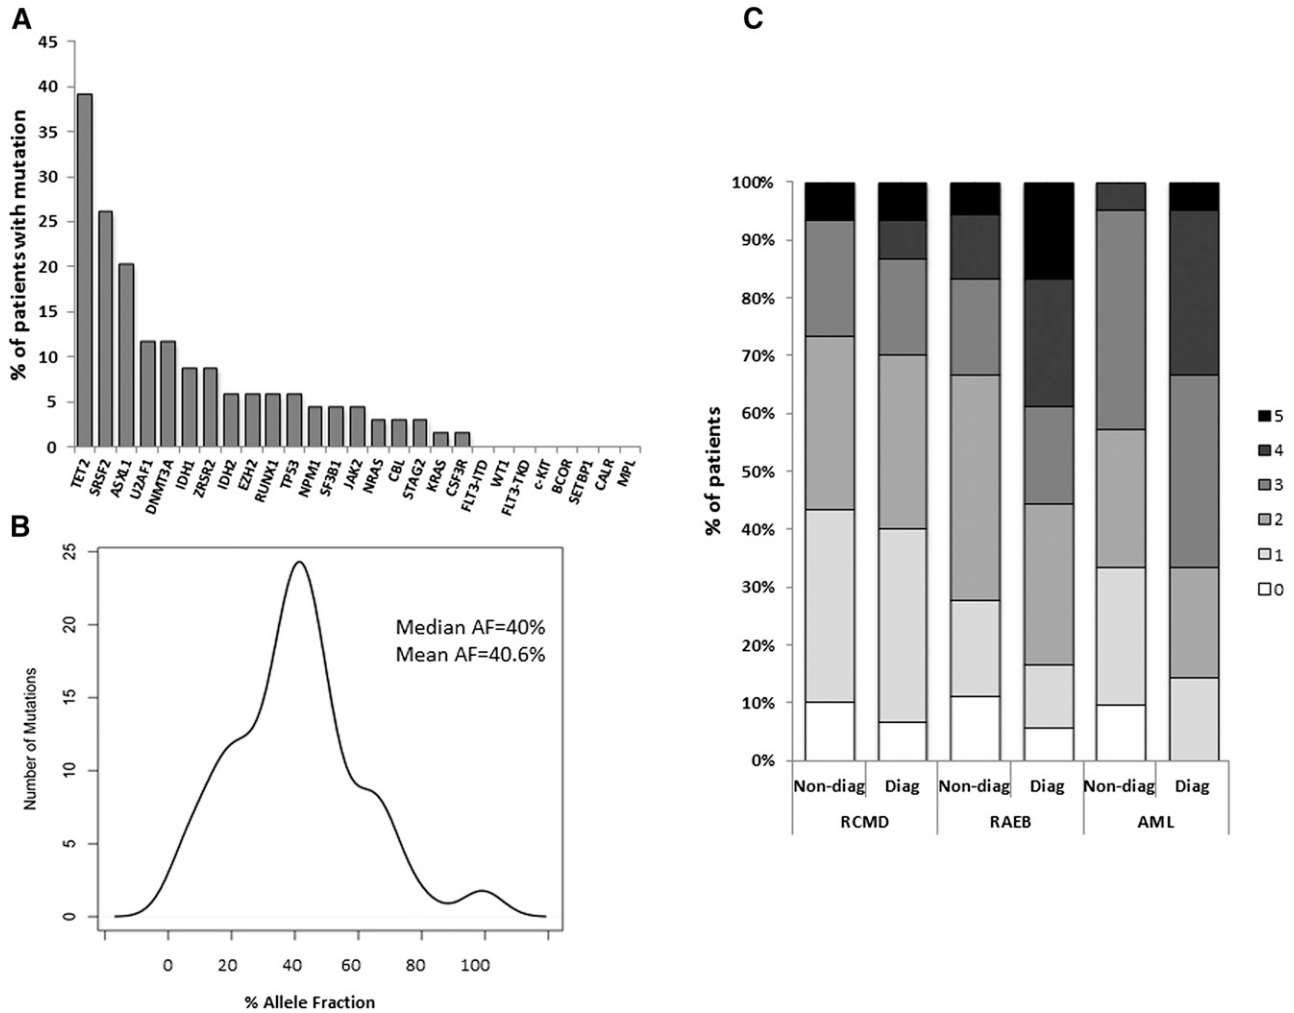 A
% of patients with mutation
45
40
35
30
25
20
15
10
5
0
TET2
SRSF2
ASXL1
U2AF1
DNMT3A
IDH1
ZRSR2
IDH2
EZH2
RUNX1
TP53
NPM1
SF3B1
JAK2
NRAS
CBL
STAG2
KRAS
CSF3R
FLT3-ITD
WT1
FLT3-TKD
c-KIT
BCOR
SETBP1
CALR
MPL
B
Number of Mutations
25
20
15
10
5
0
Median AF=40%
Mean AF=40.6%
0 20 40 60 80 100
% Allele Fraction
C
% of patients
100%
90%
80%
70%
60%
50%
40%
30%
20%
10%
0%
Non-diag Diag Non-diag Diag Non-diag Diag
RCMD RAEB AML
5
4
3
2
1
0